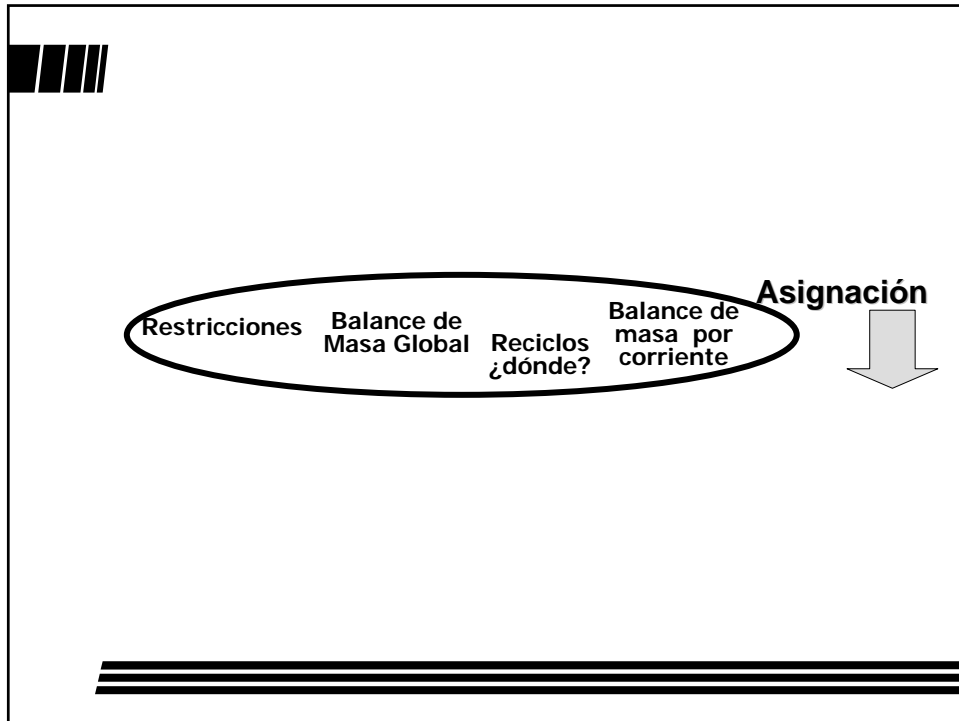 Asignación
Restricciones
Balance de
Masa Global
Reciclos
¿dónde?
Balance de
masa por
corriente